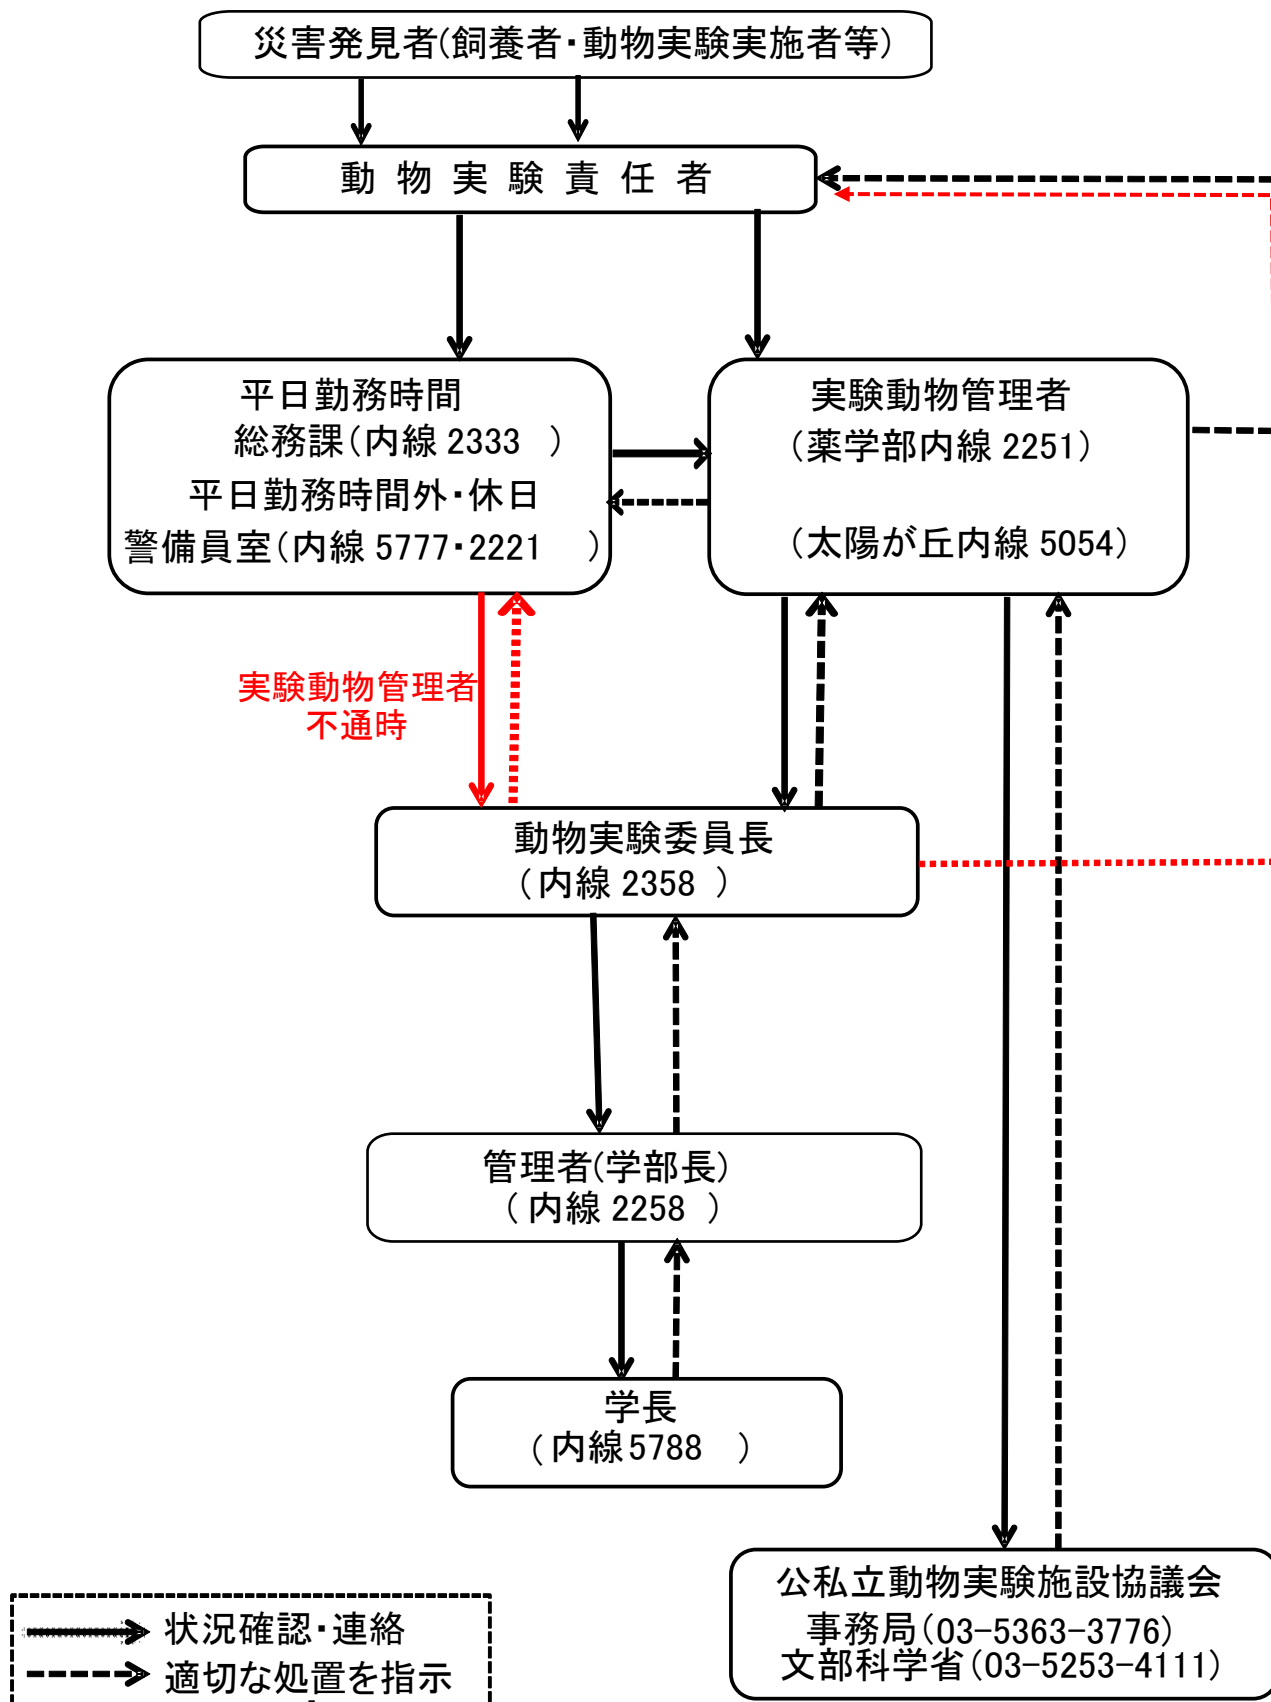 災害発見者(飼養者・動物実験実施者等)
動物実験責任者
平日勤務時間
総務課(内線 2333 )
平日勤務時間外・休日
警備員室(内線 5777・2221 )
実験動物管理者
(薬学部内線 2251)
(太陽が丘内線 5054)
実験動物管理者
不通時
動物実験委員長
(内線 2358 )
管理者(学部長)
(内線 2258 )
学長
(内線 5788 )
公私立動物実験施設協議会
事務局(03-5363-3776)
文部科学省(03-5253-4111)
状況確認・連絡
適切な処置を指示